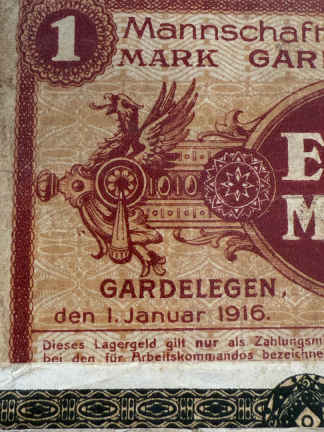 1 Mannschaft
MARK GAR
E
1010
M
GARDELEGEN,
den 1. Januar 1916.
Dieses Lagergeld gilt nur als Zahlungsm
bei den für Arbeitskommandos bezeichne